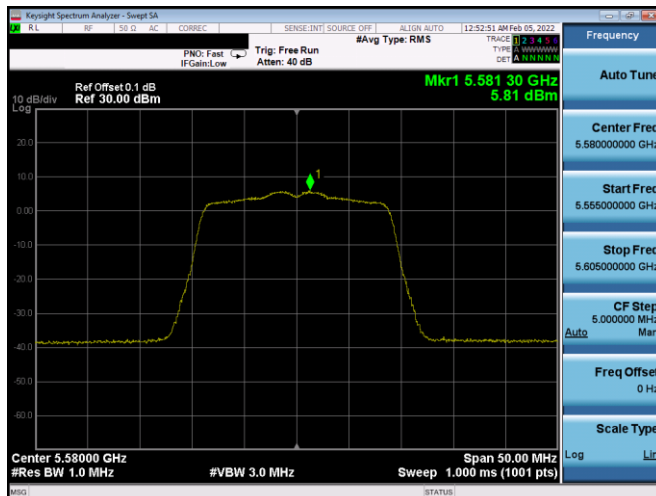 Keysight Spectrum Analyzer - Swept SA
RL RF 50 Ω AC CORREC SENSE:INT SOURCE OFF ALIGN AUTO 12:52:51 AM Feb 05, 2022
#Avg Type: RMS
TRACE 1 2 3 4 5 6
PNO: Fast Trig: Free Run
TYPE A WWWWW
IFGain:Low Atten: 40 dB
DET A N N N N N
Mkr1 5.581 30 GHz
5.81 dBm
Ref Offset 0.1 dB
10 dB/div Ref 30.00 dBm
Log
20.0
10.0
0.00
-10.0
-20.0
-30.0
-40.0
-50.0
-60.0
1
Center 5.58000 GHz Span 50.00 MHz
#Res BW 1.0 MHz #VBW 3.0 MHz Sweep 1.000 ms (1001 pts)
MSG STATUS
Frequency
Auto Tune
Center Freq
5.580000000 GHz
Start Freq
5.555000000 GHz
Stop Freq
5.605000000 GHz
CF Step
5.000000 MHz
Auto Man
Freq Offset
0 Hz
Scale Type
Log Lin